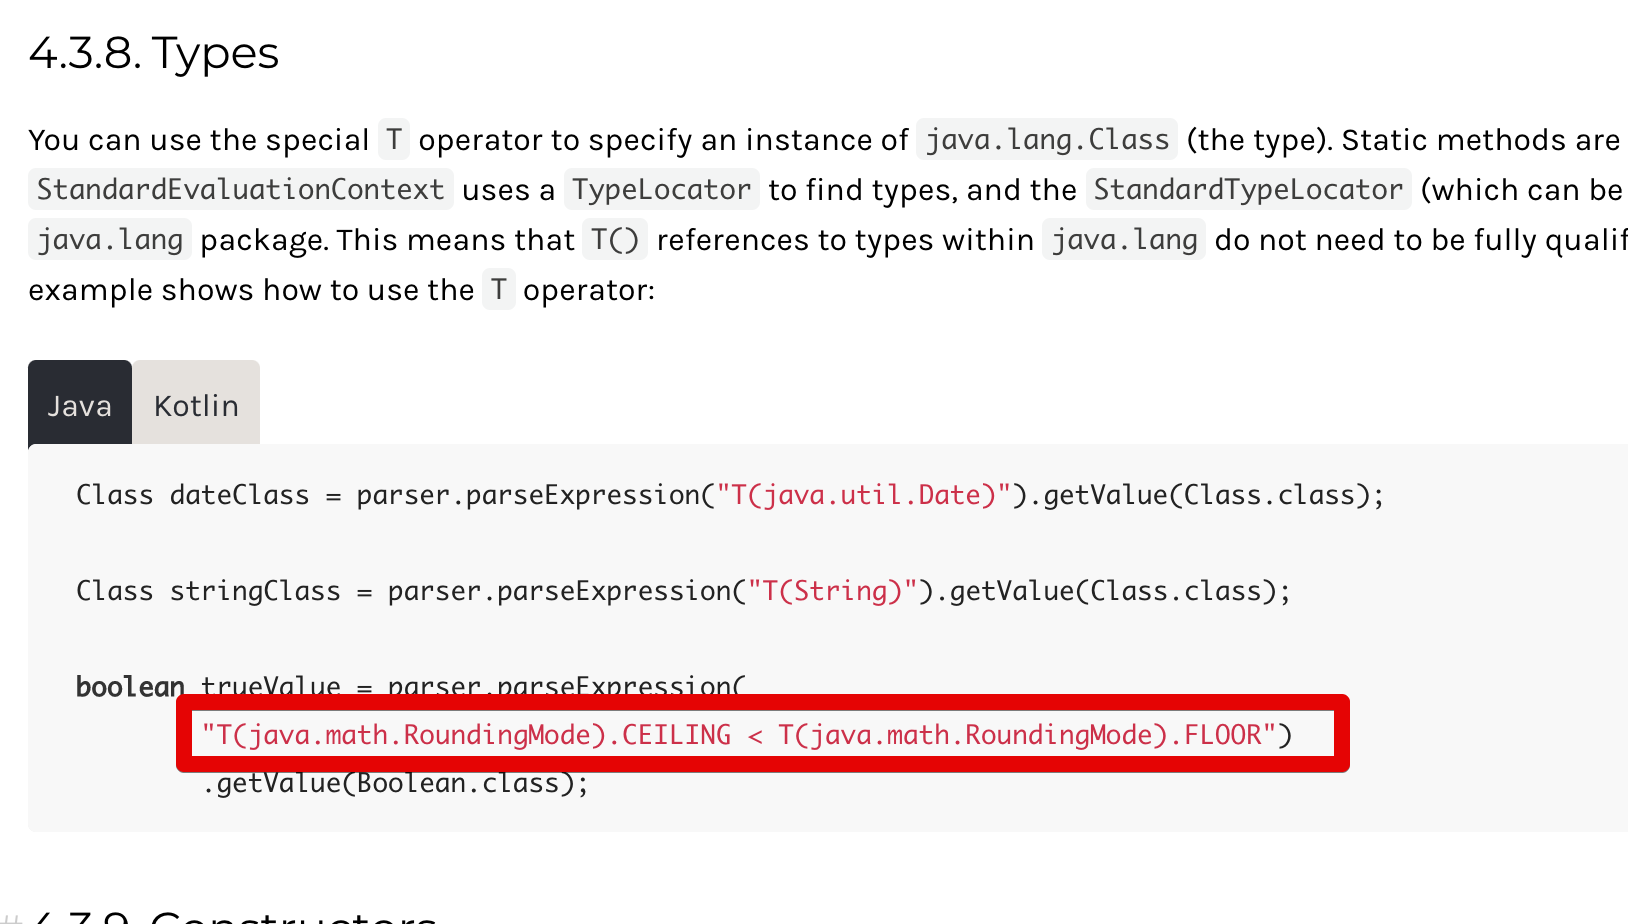 4.3.8. Types
You can use the special T operator to specify an instance of java.lang.Class (the type). Static methods are
StandardEvaluationContext uses a TypeLocator to find types, and the StandardTypeLocator (which can be
java.lang package. This means that T() references to types within java.lang do not need to be fully qualif
example shows how to use the T operator:
Java Kotlin
Class dateClass = parser.parseExpression("T(java.util.Date)").getValue(Class.class);
Class stringClass = parser.parseExpression("T(String)").getValue(Class.class);
boolean trueValue = parser.parseExpression(
"T(java.math.RoundingMode).CEILING < T(java.math.RoundingMode).FLOOR")
.getValue(Boolean.class);
# 4.3.9. Constructors